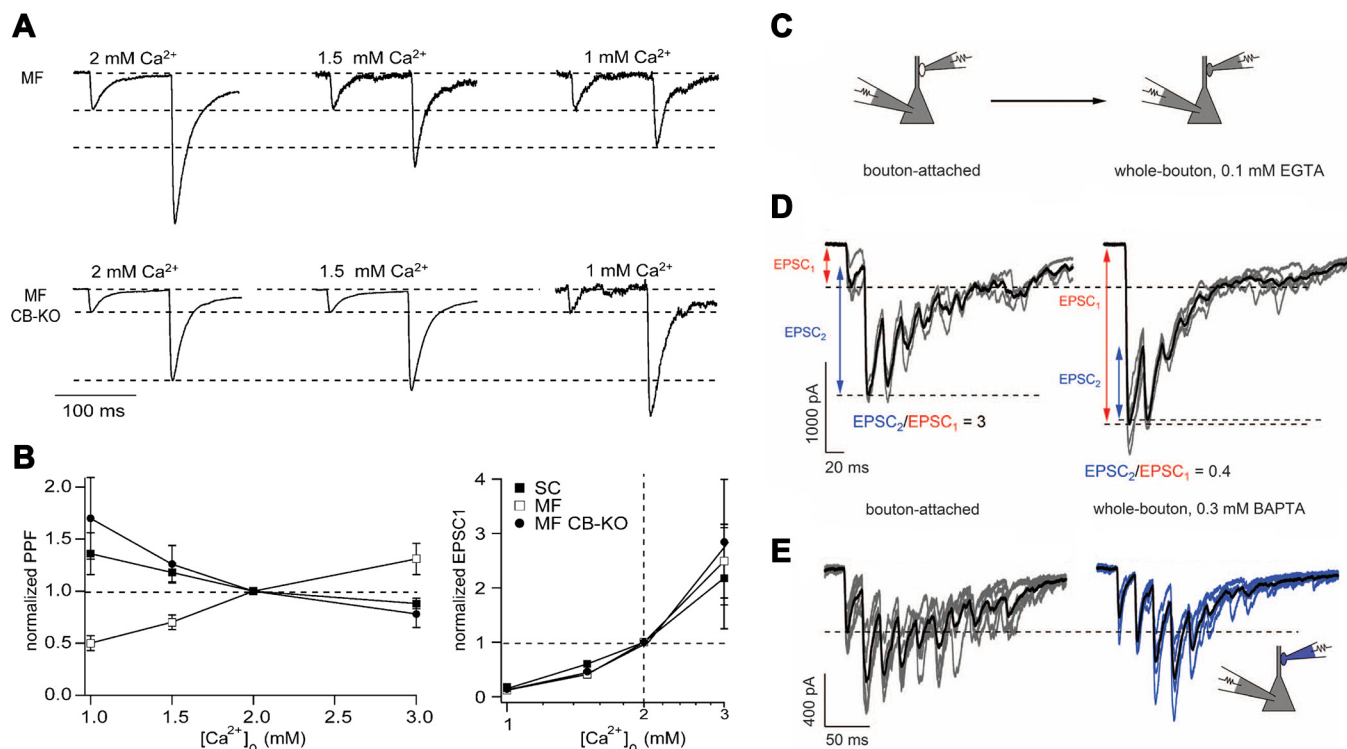 A
2 mM Ca²⁺ 1.5 mM Ca²⁺ 1 mM Ca²⁺
MF
2 mM Ca²⁺ 1.5 mM Ca²⁺ 1 mM Ca²⁺
MF
CB-KO
100 ms
B
normalized PPF
2.0
1.5
1.0
0.5
0.0
1.0 1.5 2.0 2.5 3.0
[Ca²⁺]o (mM)
normalized EPSC1
4
3
2
1
0
SC
MF
MF CB-KO
1 2 3
[Ca²⁺]o (mM)
C
bouton-attached
whole-bouton, 0.1 mM EGTA
D
EPSC₁
EPSC₂
1000 pA
20 ms
EPSC₂/EPSC₁ = 3
EPSC₁
EPSC₂
EPSC₂/EPSC₁ = 0.4
bouton-attached
whole-bouton, 0.3 mM BAPTA
E
400 pA
50 ms